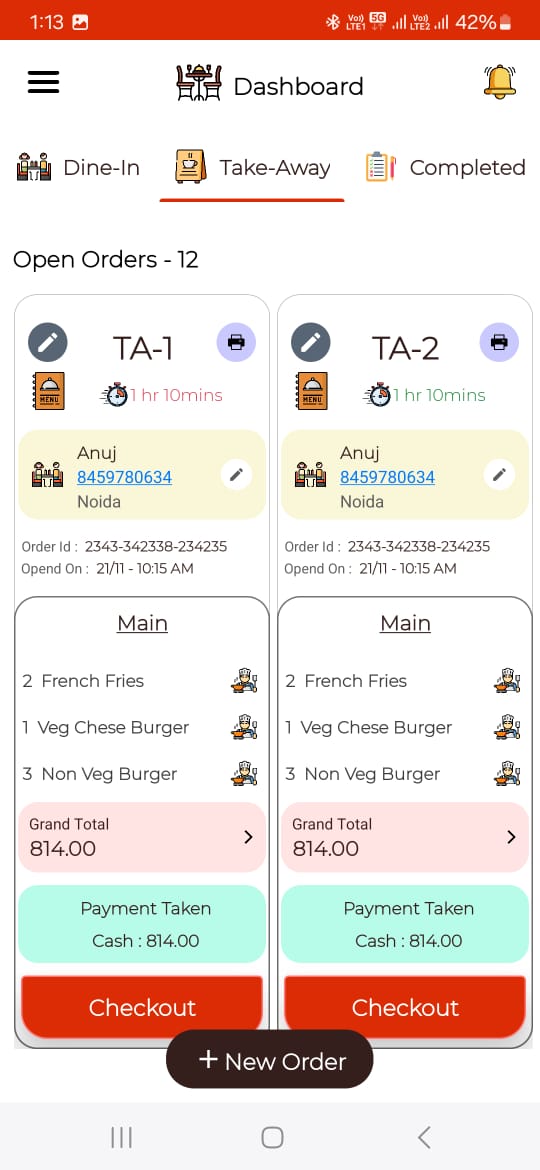 1:13 Vo)) LTE1 5G Vo)) LTE2 42%
Dashboard
Dine-In Take-Away Completed
Open Orders - 12
TA-1
MENU 1 hr 10mins
Anuj
8459780634
Noida
Order Id : 2343-342338-234235
Opend On : 21/11 - 10:15 AM
Main
2 French Fries
1 Veg Chese Burger
3 Non Veg Burger
Grand Total
814.00
Payment Taken
Cash : 814.00
Checkout
TA-2
MENU 1 hr 10mins
Anuj
8459780634
Noida
Order Id : 2343-342338-234235
Opend On : 21/11 - 10:15 AM
Main
2 French Fries
1 Veg Chese Burger
3 Non Veg Burger
Grand Total
814.00
Payment Taken
Cash : 814.00
Checkout
+ New Order